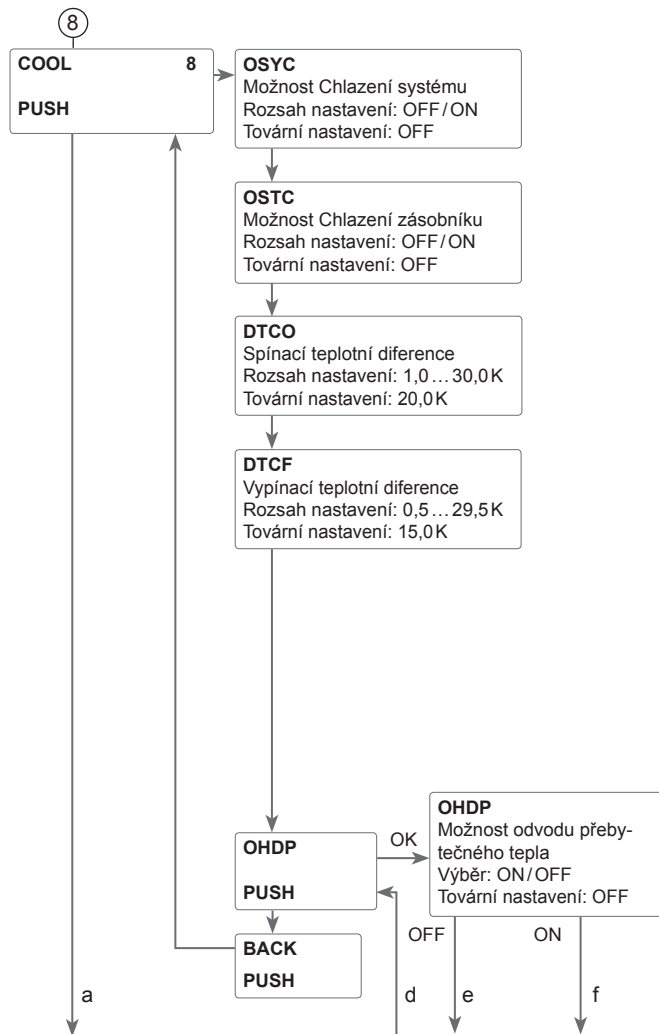 8
COOL 8
PUSH
OSYC
Možnost Chlazení systému
Rozsah nastavení: OFF/ON
Tovární nastavení: OFF
OSTC
Možnost Chlazení zásobníku
Rozsah nastavení: OFF/ON
Tovární nastavení: OFF
DTCO
Spínací teplotní diference
Rozsah nastavení: 1,0…30,0K
Tovární nastavení: 20,0K
DTCF
Vypínací teplotní diference
Rozsah nastavení: 0,5…29,5K
Tovární nastavení: 15,0K
OHDP
PUSH
OK
OHDP
Možnost odvodu přeby-
tečného tepla
Výběr: ON/OFF
Tovární nastavení: OFF
BACK
PUSH
OFF ON
a d e f